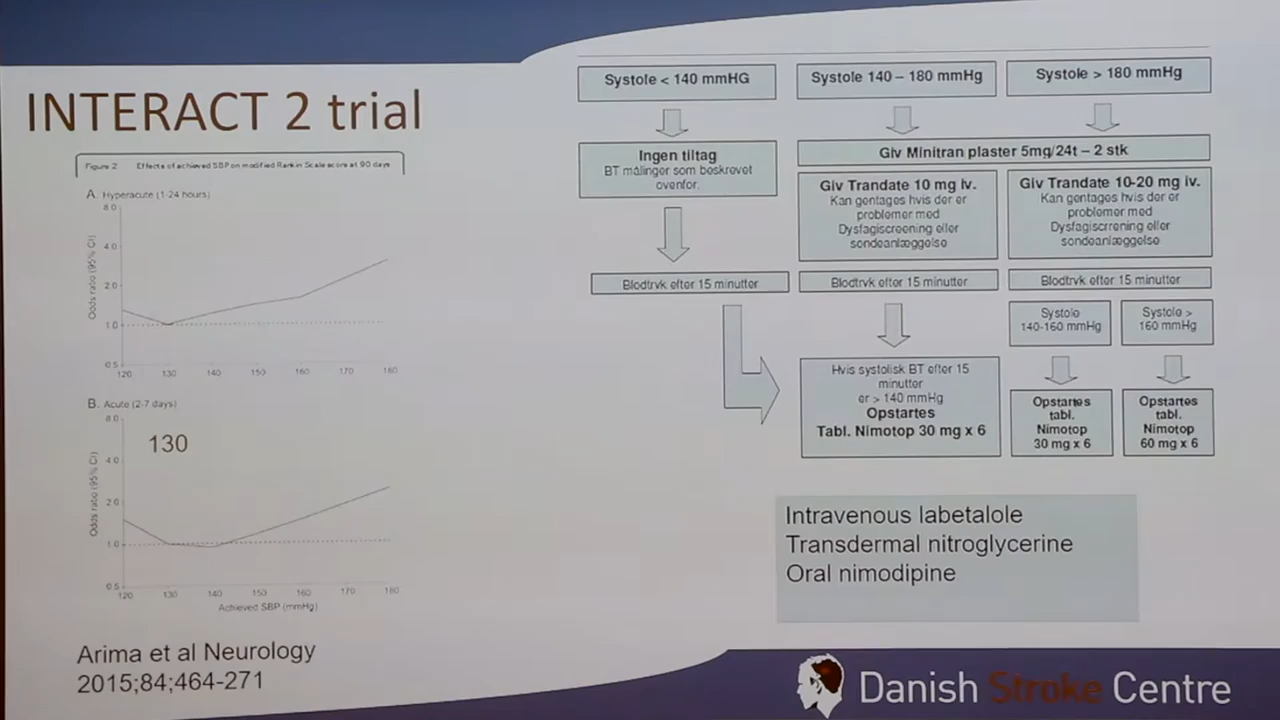 INTERACT 2 trial
Figure 2 Effects of achieved SBP on modified Rankin Scale score at 90 days
A. Hyperacute (1-24 hours)
8.0
4.0
2.0
1.0
0.5
Odds ratio (95% CI)
120 130 140 150 160 170 180
B. Acute (2-7 days)
8.0
130
4.0
2.0
1.0
0.5
Odds ratio (95% CI)
120 130 140 150 160 170 180
Achieved SBP (mmHg)
Arima et al Neurology
2015;84;464-271
Systole < 140 mmHG
Ingen tiltag
BT målinger som beskrevet
ovenfor.
Blodtryk efter 15 minutter
Systole 140 – 180 mmHg
Systole > 180 mmHg
Giv Minitran plaster 5mg/24t – 2 stk
Giv Trandate 10 mg iv.
Kan gentages hvis der er
problemer med
Dysfagiscreening eller
sondeanlæggelse
Blodtryk efter 15 minutter
Hvis systolisk BT efter 15
minutter
er > 140 mmHg
Opstartes
Tabl. Nimotop 30 mg x 6
Giv Trandate 10-20 mg iv.
Kan gentages hvis der er
problemer med
Dysfagiscrrening eller
sondeanlæggelse
Blodtryk efter 15 minutter
Systole
140-160 mmHg
Opstartes
tabl.
Nimotop
30 mg x 6
Systole >
160 mmHg
Opstartes
tabl.
Nimotop
60 mg x 6
Intravenous labetalole
Transdermal nitroglycerine
Oral nimodipine
Danish Stroke Centre